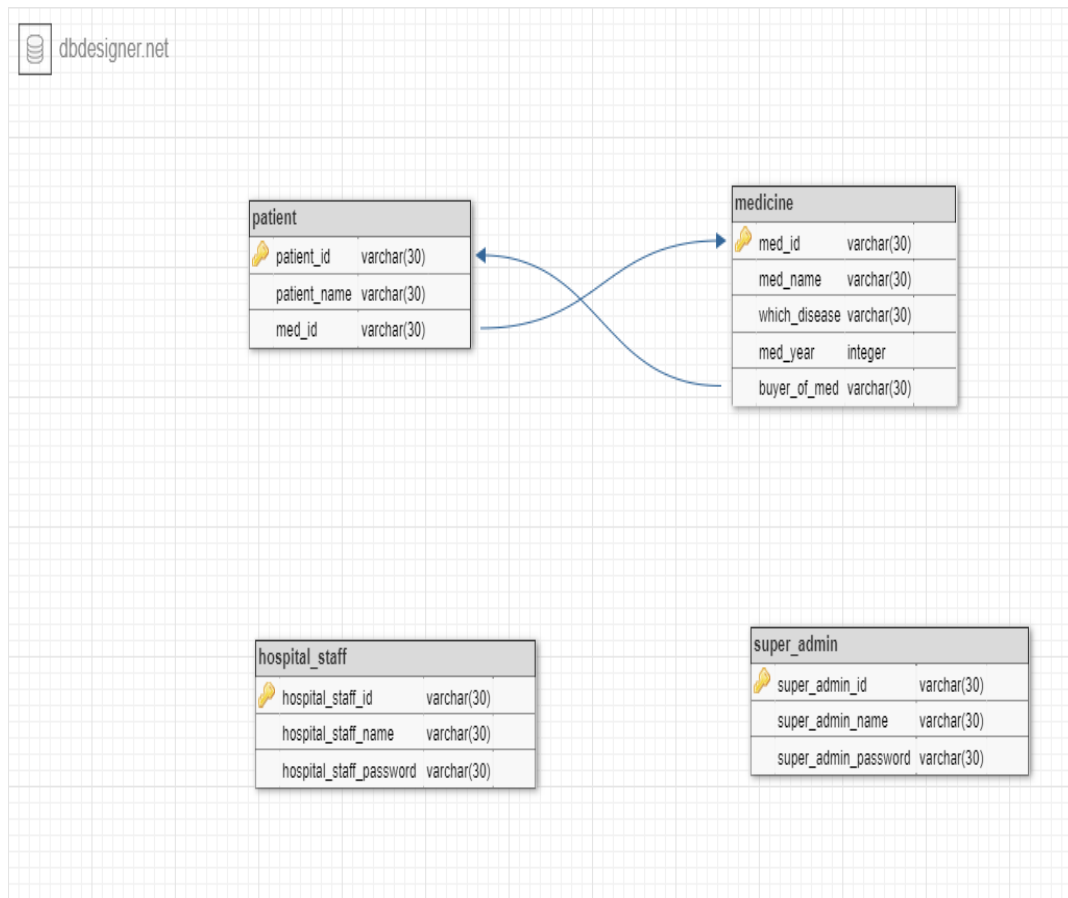 dbdesigner.net
patient
patient_id varchar(30)
patient_name varchar(30)
med_id varchar(30)
medicine
med_id varchar(30)
med_name varchar(30)
which_disease varchar(30)
med_year integer
buyer_of_med varchar(30)
hospital_staff
hospital_staff_id varchar(30)
hospital_staff_name varchar(30)
hospital_staff_password varchar(30)
super_admin
super_admin_id varchar(30)
super_admin_name varchar(30)
super_admin_password varchar(30)